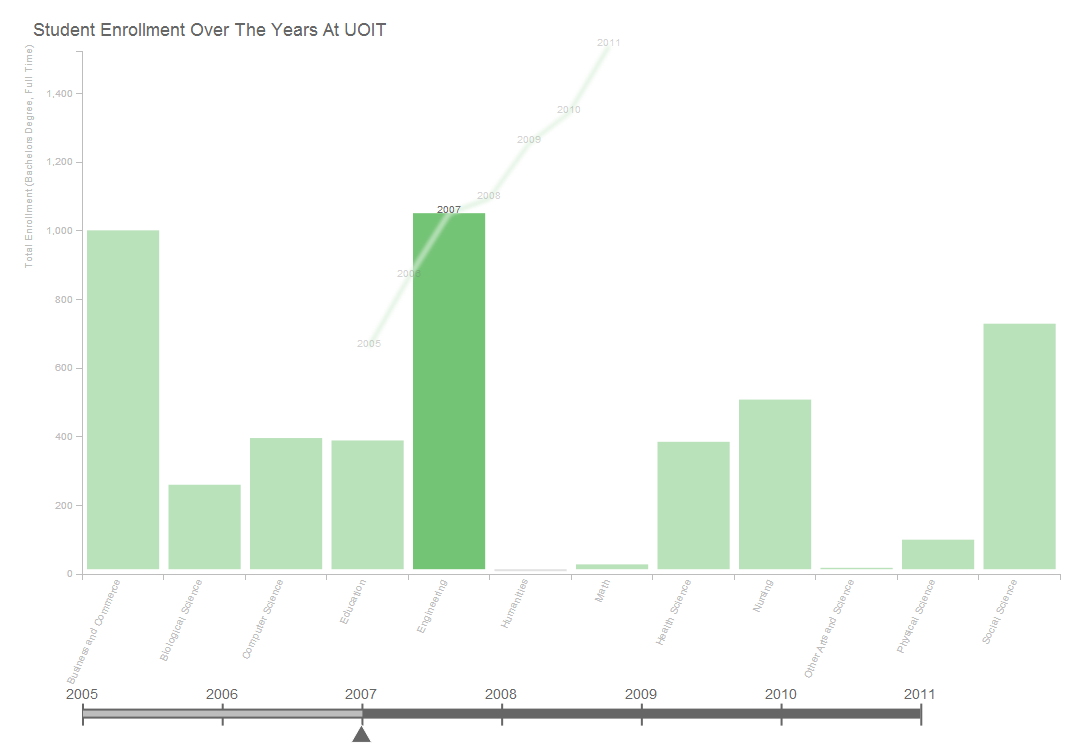 Student Enrollment Over The Years At UOIT
Total Enrollment (Bachelors Degree, Full Time)
1,400
1,200
1,000
800
600
400
200
0
2011
2010
2009
2008
2007
2006
2005
Business and Commerce
Biological Science
Computer Science
Education
Engineering
Humanities
Math
Health Science
Nursing
Other Arts and Science
Physical Science
Social Science
2005 2006 2007 2008 2009 2010 2011